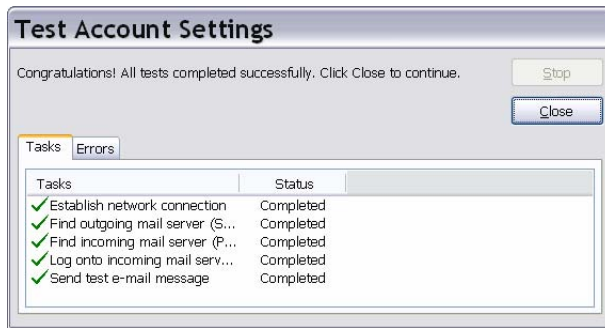 Test Account Settings
Congratulations! All tests completed successfully. Click Close to continue.
Stop
Close
Tasks Errors
Tasks Status
Establish network connection Completed
Find outgoing mail server (S... Completed
Find incoming mail server (P... Completed
Log onto incoming mail serv... Completed
Send test e-mail message Completed